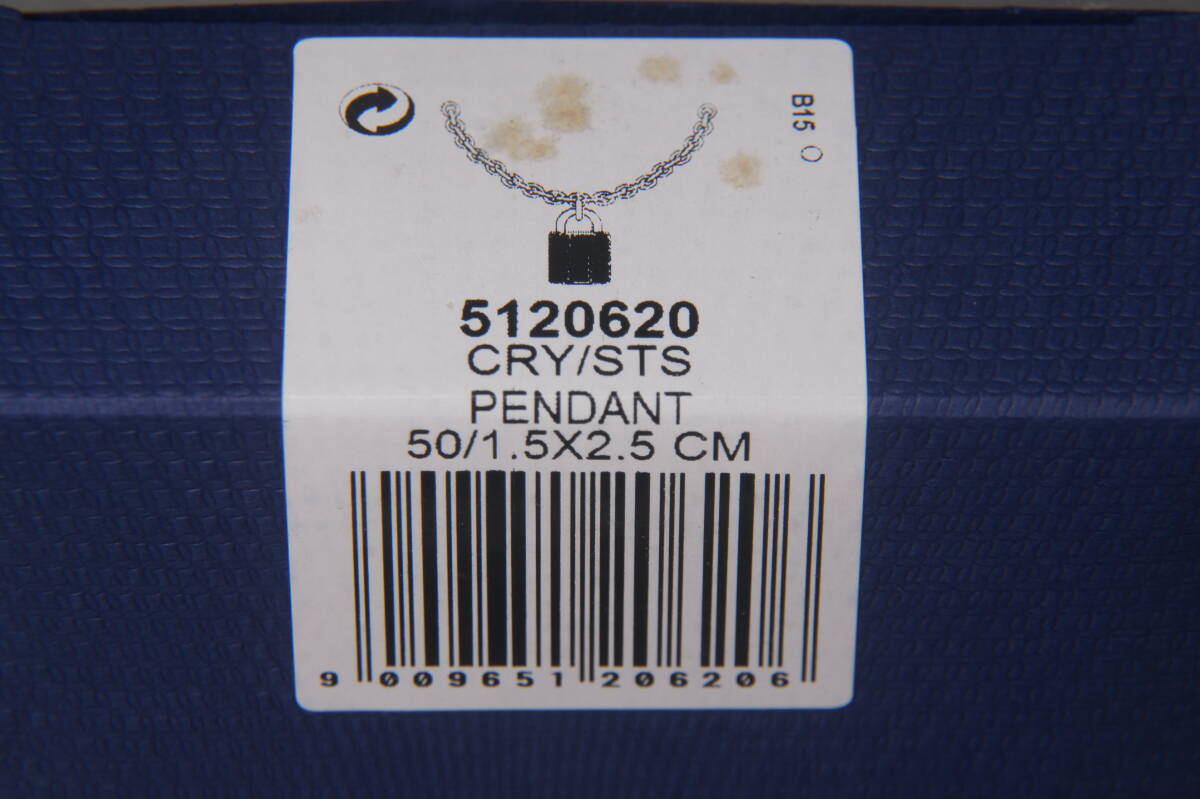 B15 O
5120620
CRY/STS
PENDANT
50/1.5X2.5 CM
9 009651 206206